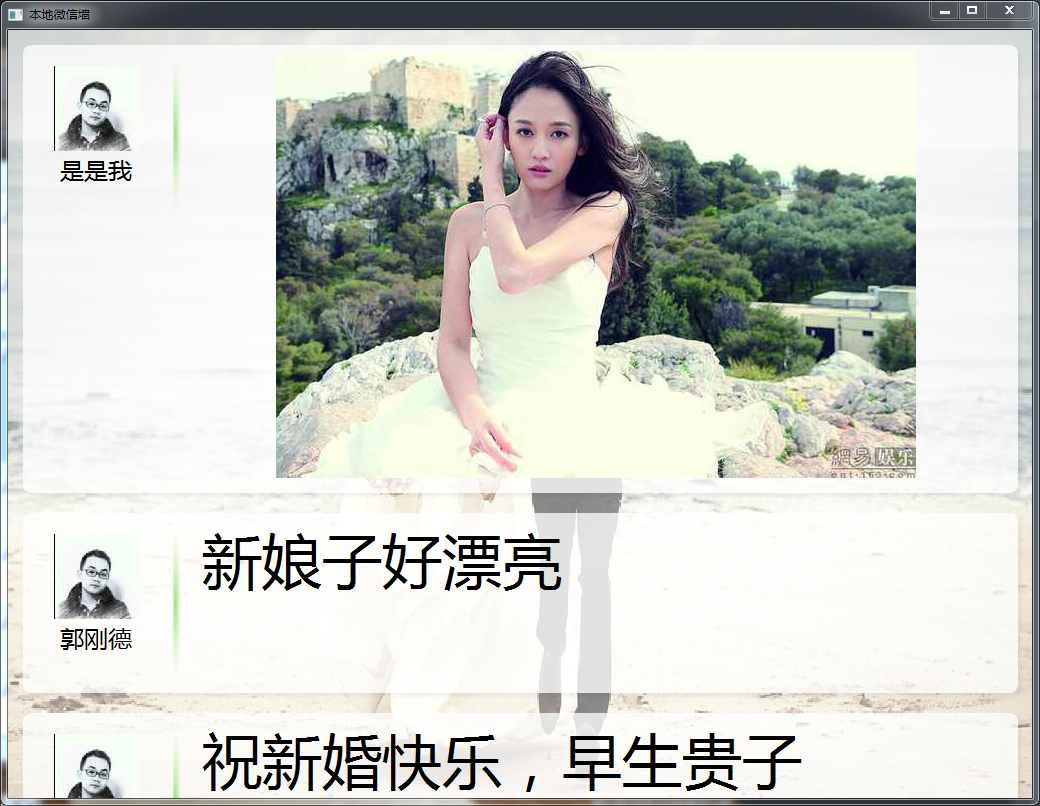 本地微信墙
是是我
網易娱乐
ent.163.com
新娘子好漂亮
郭刚德
祝新婚快乐，早生贵子